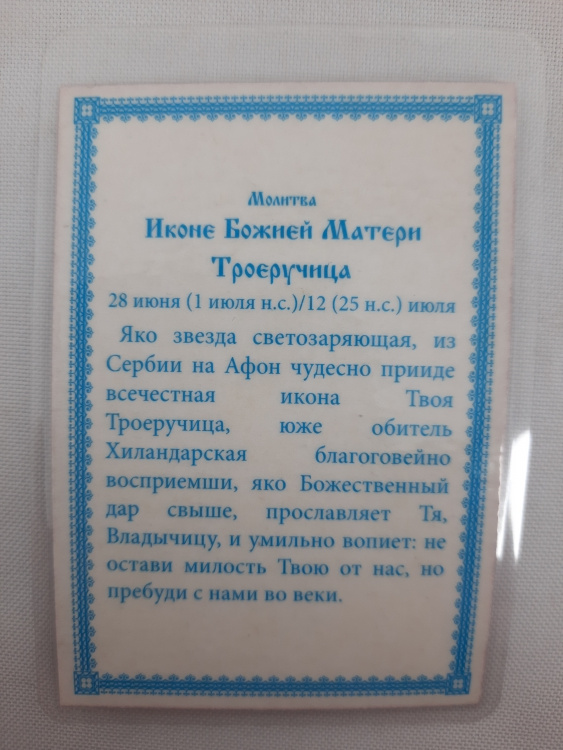 Молитва
Иконе Божией Матери
Троеручица
28 июня (1 июля н.с.)/12 (25 н.с.) июля
Яко звезда светозаряющая, из
Сербии на Афон чудесно прииде
всечестная икона Твоя
Троеручица, юже обитель
Хиландарская благоговейно
восприемши, яко Божественный
дар свыше, прославляет Тя,
Владычицу, и умильно вопиет: не
остави милость Твою от нас, но
пребуди с нами во веки.